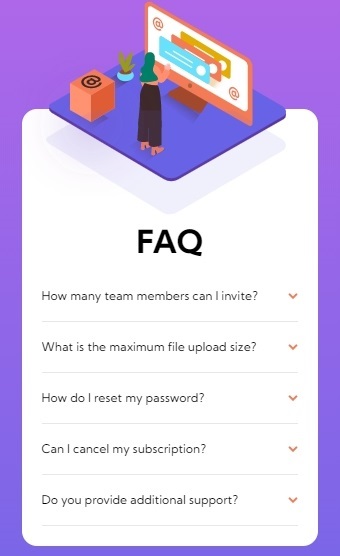 @
@
@
FAQ
How many team members can I invite?
What is the maximum file upload size?
How do I reset my password?
Can I cancel my subscription?
Do you provide additional support?